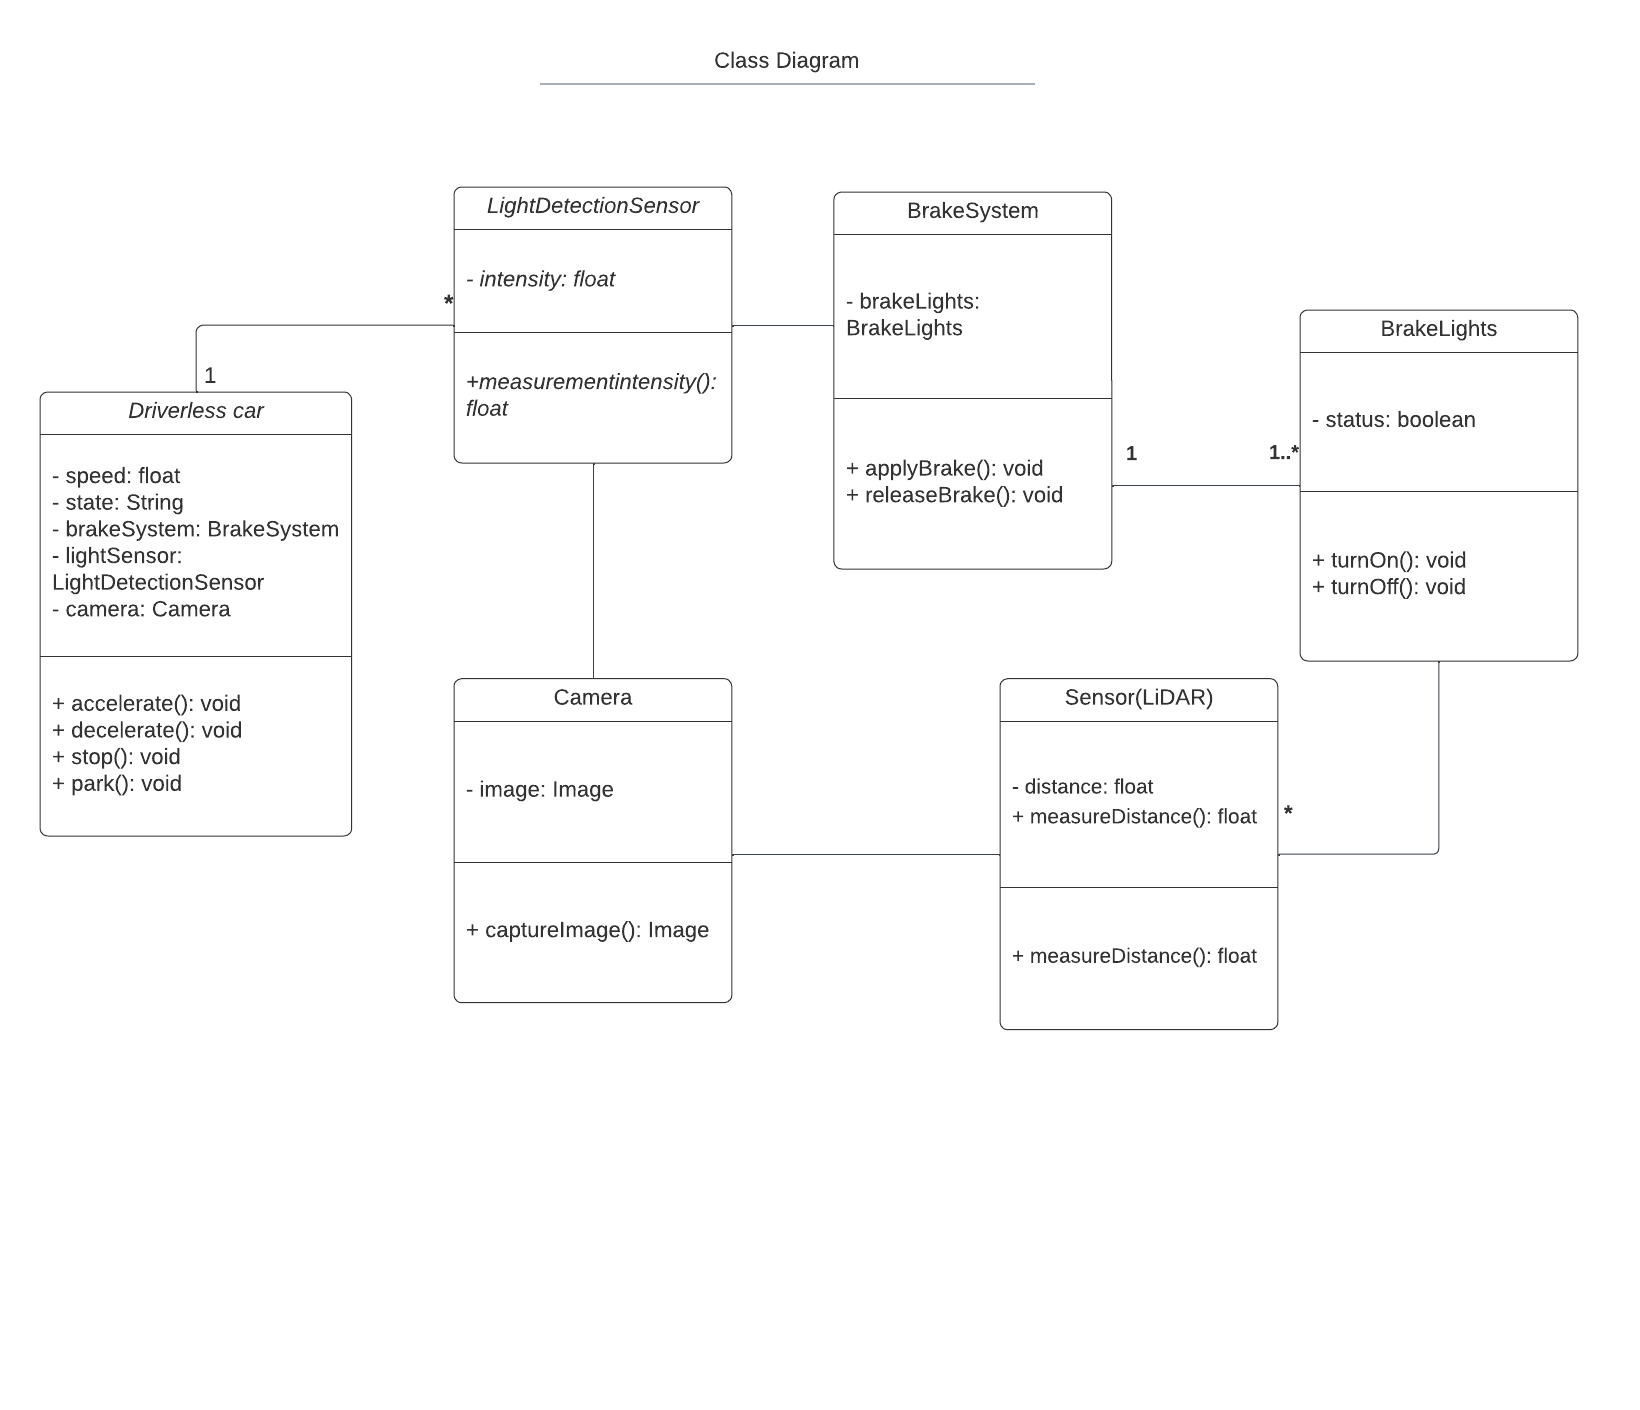 Class Diagram
LightDetectionSensor
- intensity: float
+measurementintensity():
float
*
1
BrakeSystem
- brakeLights:
BrakeLights
+ applyBrake(): void
+ releaseBrake(): void
1
1..*
BrakeLights
- status: boolean
+ turnOn(): void
+ turnOff(): void
Driverless car
- speed: float
- state: String
- brakeSystem: BrakeSystem
- lightSensor:
LightDetectionSensor
- camera: Camera
+ accelerate(): void
+ decelerate(): void
+ stop(): void
+ park(): void
Camera
- image: Image
+ captureImage(): Image
Sensor(LiDAR)
- distance: float
+ measureDistance(): float
*
+ measureDistance(): float